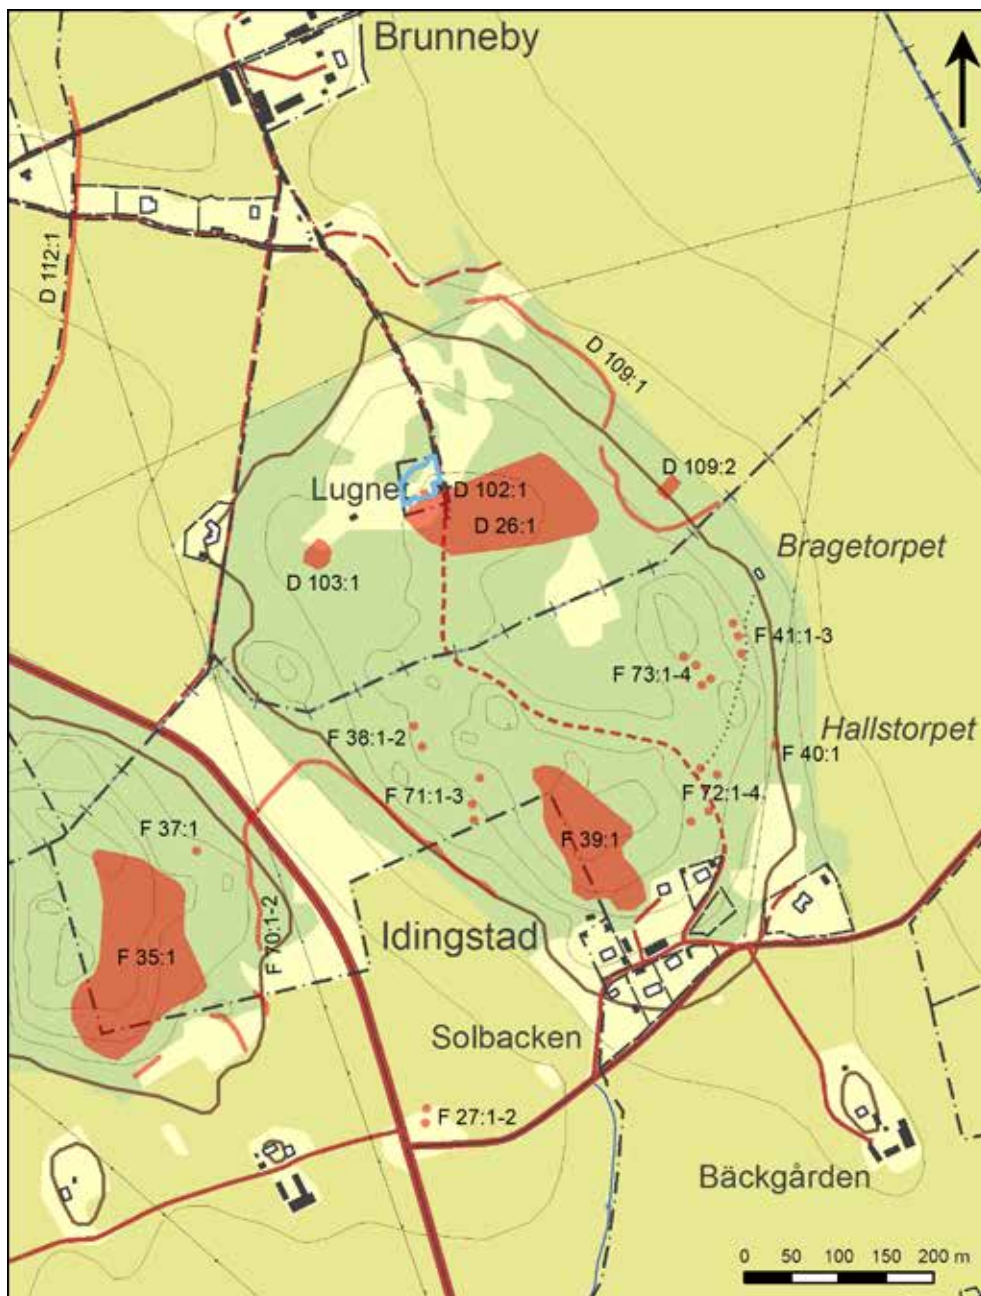 Brunneby
D 112:1
D 109:1
D 109:2
Lugnet
D 102:1
D 26:1
D 103:1
Bragetorpet
F 41:1-3
F 73:1-4
Hallstorpet
F 38:1-2
F 40:1
F 71:1-3
F 72:1-4
F 37:1
F 39:1
F 70:1-2
Idingstad
F 35:1
Solbacken
F 27:1-2
Bäckgården
0 50 100 150 200 m